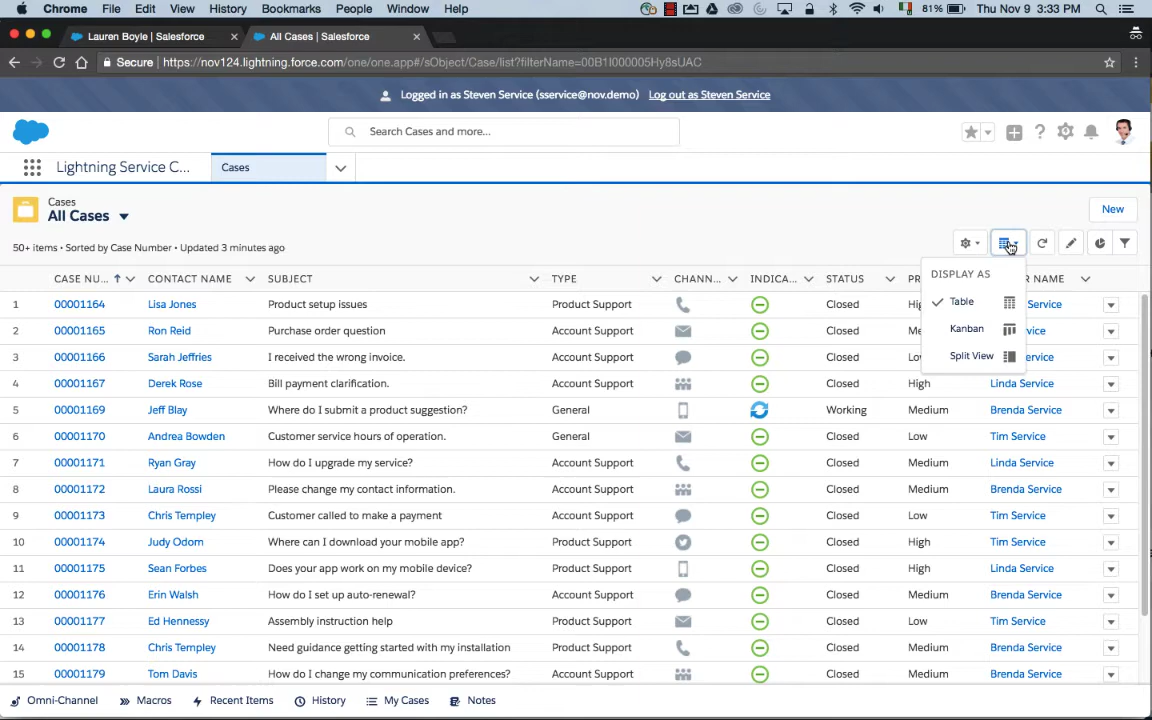 Chrome File Edit View History Bookmarks People Window Help 81% Thu Nov 9 3:33 PM
Lauren Boyle | Salesforce All Cases | Salesforce
Secure https://nov124.lightning.force.com/one/one.app#/sObject/Case/list?filterName=00B1I000005Hy8sUAC
Logged in as Steven Service (sservice@nov.demo) Log out as Steven Service
Search Cases and more...
Lightning Service C... Cases
Cases
All Cases New
50+ items • Sorted by Case Number • Updated 3 minutes ago
DISPLAY AS
Table
Kanban
Split View
CASE NU... CONTACT NAME SUBJECT TYPE CHANN... INDICA... STATUS NAME
1 00001164 Lisa Jones Product setup issues Product Support Closed Service
2 00001165 Ron Reid Purchase order question Account Support Closed
3 00001166 Sarah Jeffries I received the wrong invoice. Account Support Closed Service
4 00001167 Derek Rose Bill payment clarification. Account Support Closed High Linda Service
5 00001169 Jeff Blay Where do I submit a product suggestion? General Working Medium Brenda Service
6 00001170 Andrea Bowden Customer service hours of operation. General Closed Low Tim Service
7 00001171 Ryan Gray How do I upgrade my service? Account Support Closed Medium Linda Service
8 00001172 Laura Rossi Please change my contact information. Account Support Closed Medium Brenda Service
9 00001173 Chris Templey Customer called to make a payment Account Support Closed Low Tim Service
10 00001174 Judy Odom Where can I download your mobile app? Product Support Closed High Tim Service
11 00001175 Sean Forbes Does your app work on my mobile device? Product Support Closed High Linda Service
12 00001176 Erin Walsh How do I set up auto-renewal? Account Support Closed Medium Brenda Service
13 00001177 Ed Hennessy Assembly instruction help Product Support Closed Low Tim Service
14 00001178 Chris Templey Need guidance getting started with my installation Product Support Closed Medium Brenda Service
15 00001179 Tom Davis How do I change my communication preferences? Account Support Closed Medium Brenda Service
Omni-Channel Macros Recent Items History My Cases Notes